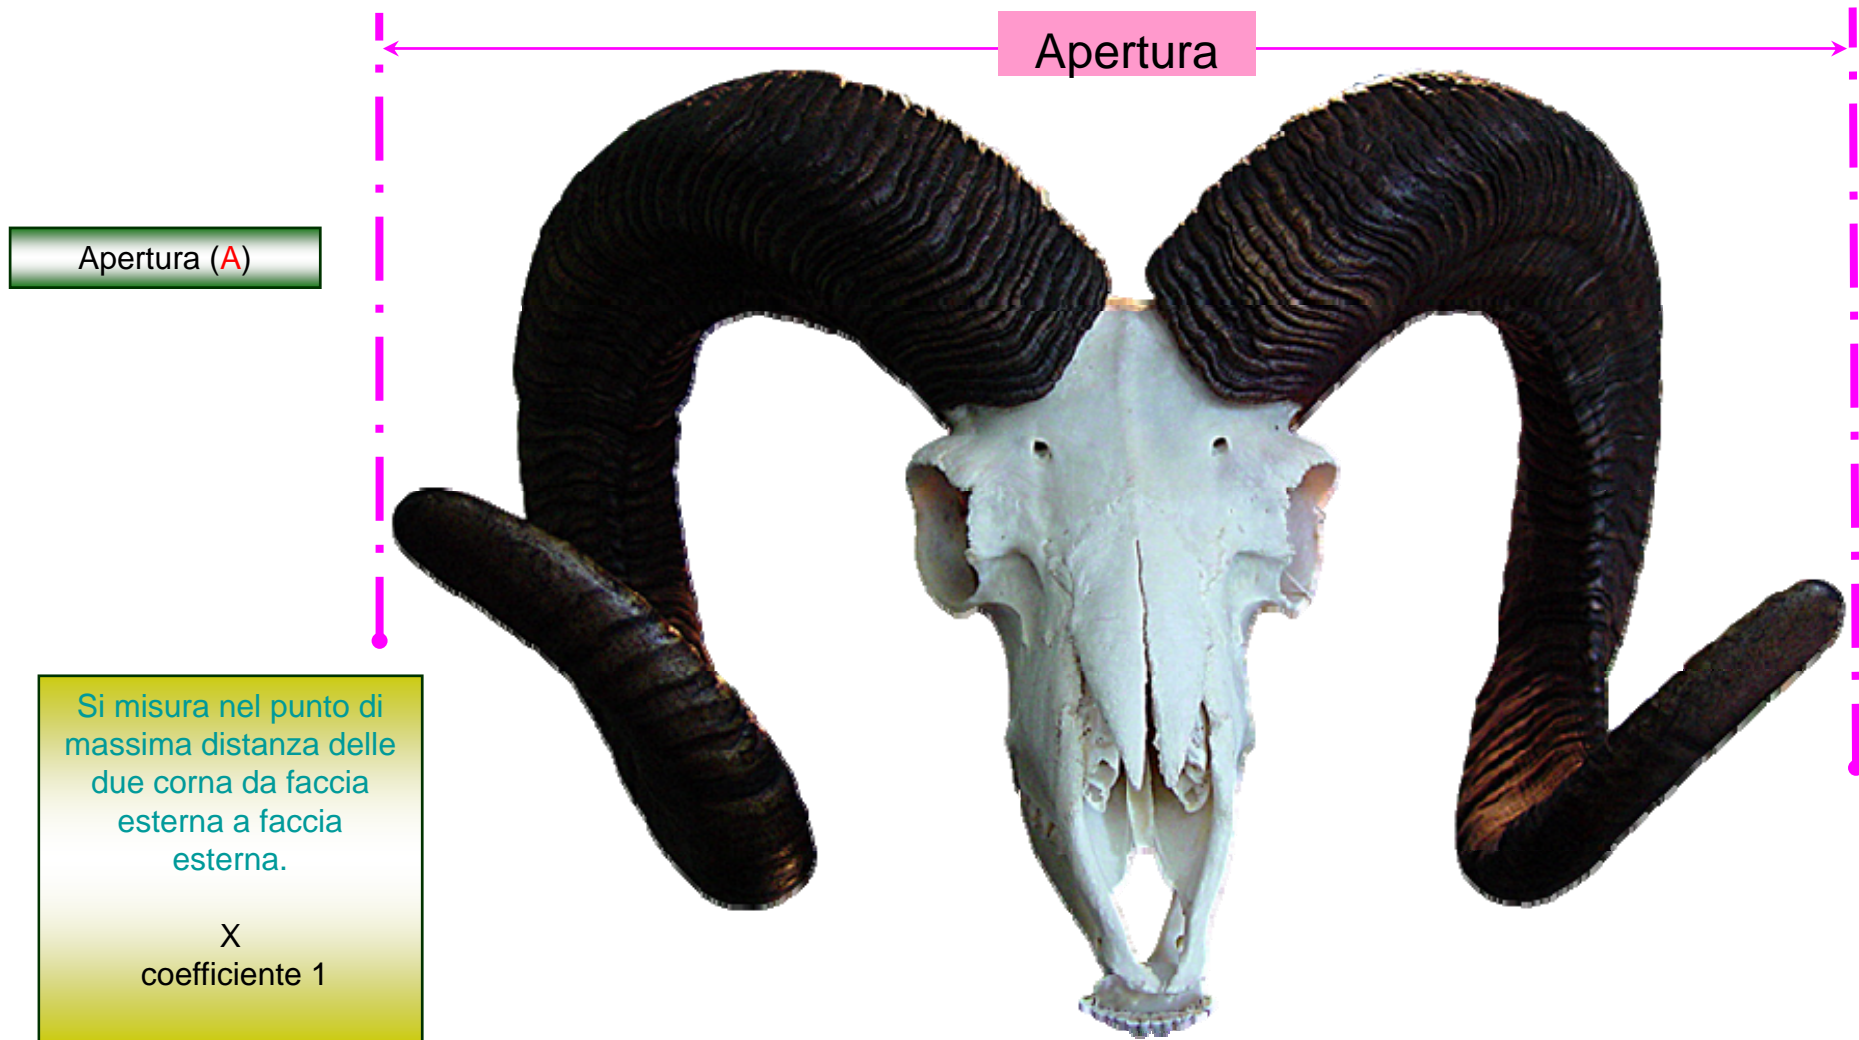 Apertura
Apertura (A)
Si misura nel punto di
massima distanza delle
due corna da faccia
esterna a faccia
esterna.
X
coefficiente 1